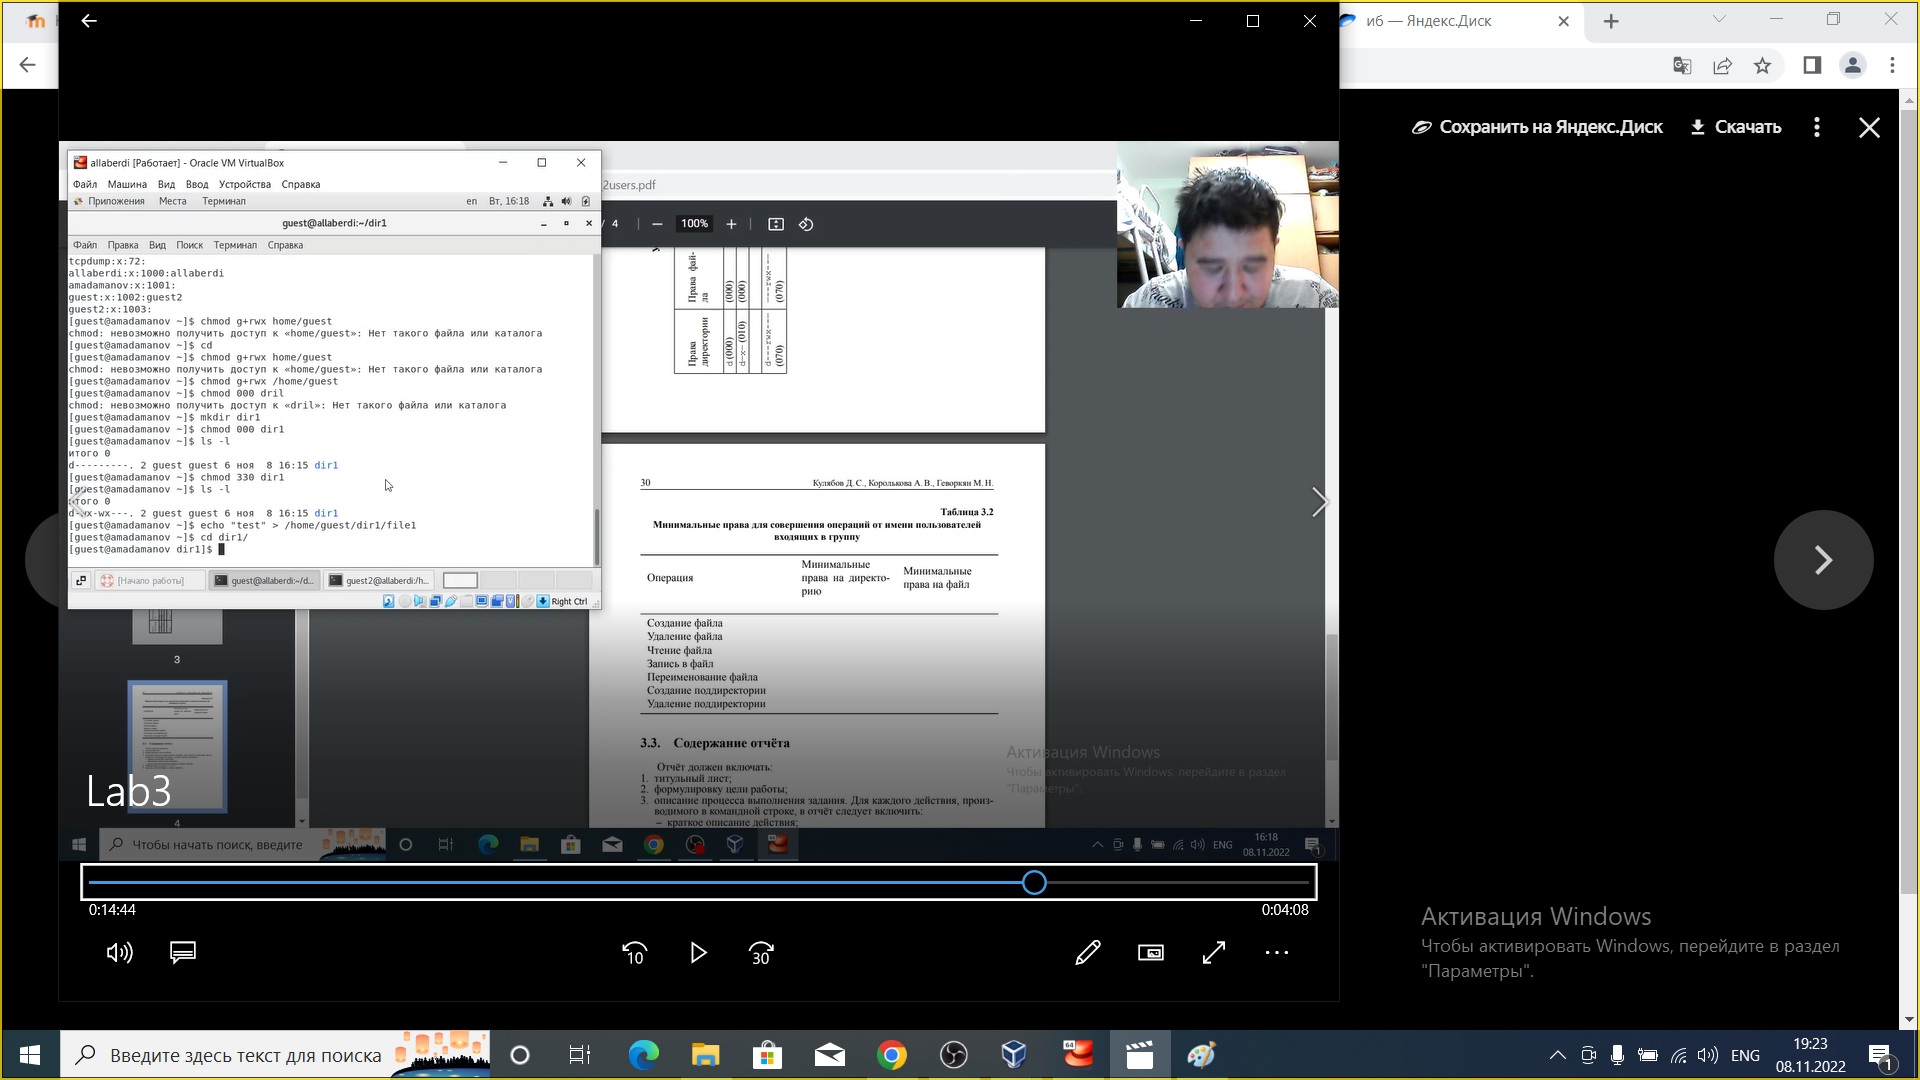 иб — Яндекс.Диск
Сохранить на Яндекс.Диск
Скачать
allaberdi [Работает] - Oracle VM VirtualBox
Файл Машина Вид Ввод Устройства Справка
Приложения Места Терминал en Вт, 16:18
guest@allaberdi:~/dir1
Файл Правка Вид Поиск Терминал Справка
tcpdump:x:72:
allaberdi:x:1000:allaberdi
amadamanov:x:1001:
guest:x:1002:guest2
guest2:x:1003:
[guest@amadamanov ~]$ chmod g+rwx home/guest
chmod: невозможно получить доступ к «home/guest»: Нет такого файла или каталога
[guest@amadamanov ~]$ cd
[guest@amadamanov ~]$ chmod g+rwx home/guest
chmod: невозможно получить доступ к «home/guest»: Нет такого файла или каталога
[guest@amadamanov ~]$ chmod g+rwx /home/guest
[guest@amadamanov ~]$ chmod 000 dril
chmod: невозможно получить доступ к «dril»: Нет такого файла или каталога
[guest@amadamanov ~]$ mkdir dir1
[guest@amadamanov ~]$ chmod 000 dir1
[guest@amadamanov ~]$ ls -l
итого 0
d---------. 2 guest guest 6 ноя 8 16:15 dir1
[guest@amadamanov ~]$ chmod 330 dir1
[guest@amadamanov ~]$ ls -l
итого 0
d-wx-wx---. 2 guest guest 6 ноя 8 16:15 dir1
[guest@amadamanov ~]$ echo "test" > /home/guest/dir1/file1
[guest@amadamanov ~]$ cd dir1/
[guest@amadamanov dir1]$
[Начало работы] guest@allaberdi:~/d... guest2@allaberdi:/h...
Right Ctrl
2users.pdf
/ 4 100%
Права директории
Права файла
d (000) (000)
d--x-- (010) (000)
d---rwx--- (070) ---rwx--- (070)
30 Кулябов Д. С., Королькова А. В., Геворкян М. Н.
Таблица 3.2
Минимальные права для совершения операций от имени пользователей
входящих в группу
Операция
Минимальные
права на директо-
рию
Минимальные
права на файл
Создание файла
Удаление файла
Чтение файла
Запись в файл
Переименование файла
Создание поддиректории
Удаление поддиректории
3.3. Содержание отчёта
Отчёт должен включать:
1. титульный лист;
2. формулировку цели работы;
3. описание процесса выполнения задания. Для каждого действия, произ-
водимого в командной строке, в отчёт следует включить:
– краткое описание действия;
3
4
Активация Windows
Чтобы активировать Windows, перейдите в раздел
"Параметры".
Lab3
Чтобы начать поиск, введите
ENG
16:18
08.11.2022
1
0:14:44
0:04:08
10
30
Активация Windows
Чтобы активировать Windows, перейдите в раздел
"Параметры".
Введите здесь текст для поиска
64
ENG
19:23
08.11.2022
1